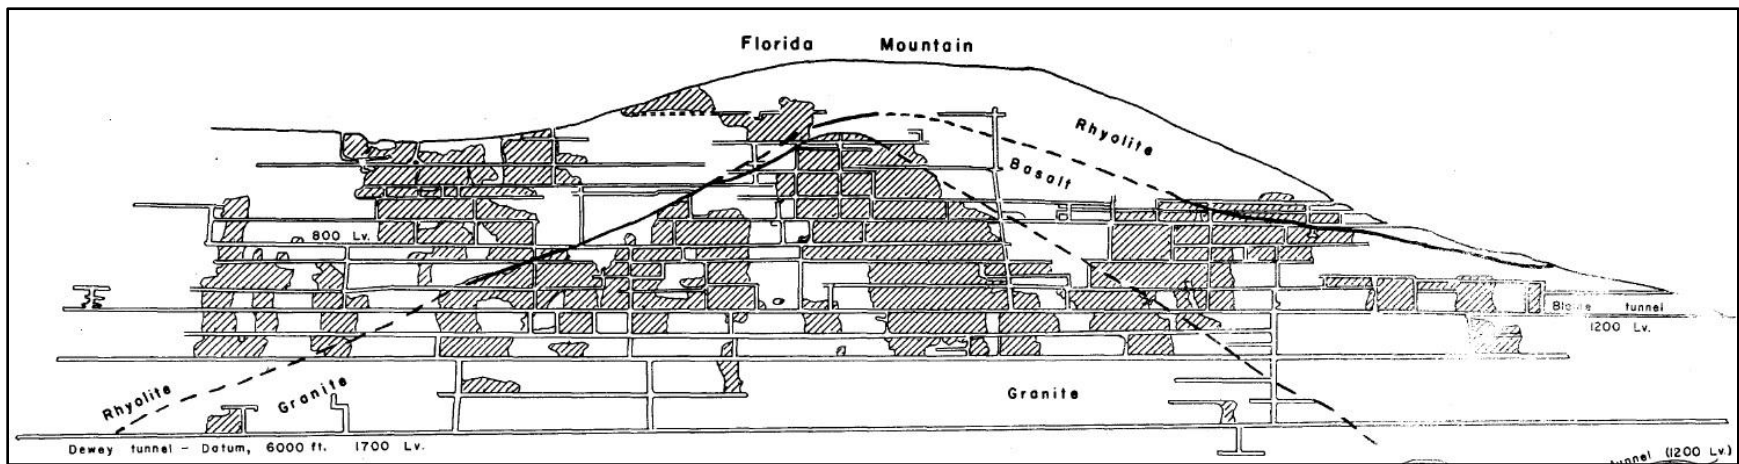 Florida Mountain
Rhyolite
Basalt
800 Lv.
Blaine tunnel
1200 Lv.
Rhyolite
Granite
Granite
Dewey tunnel - Datum, 6000 ft. 1700 Lv.
tunnel (1200 Lv.)